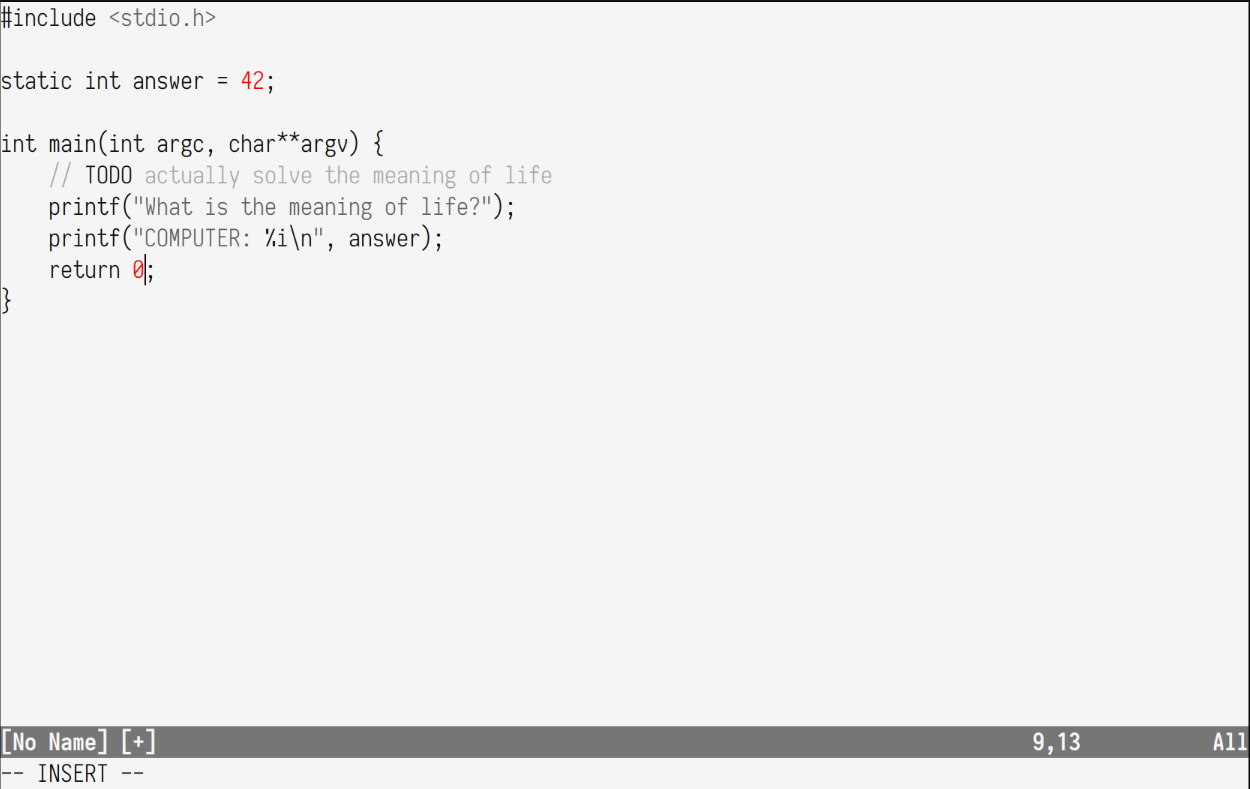 #include <stdio.h>

static int answer = 42;

int main(int argc, char**argv) {
    // TODO actually solve the meaning of life
    printf("What is the meaning of life?");
    printf("COMPUTER: %i\n", answer);
    return 0;
}
[No Name] [+] 9,13 All
-- INSERT --